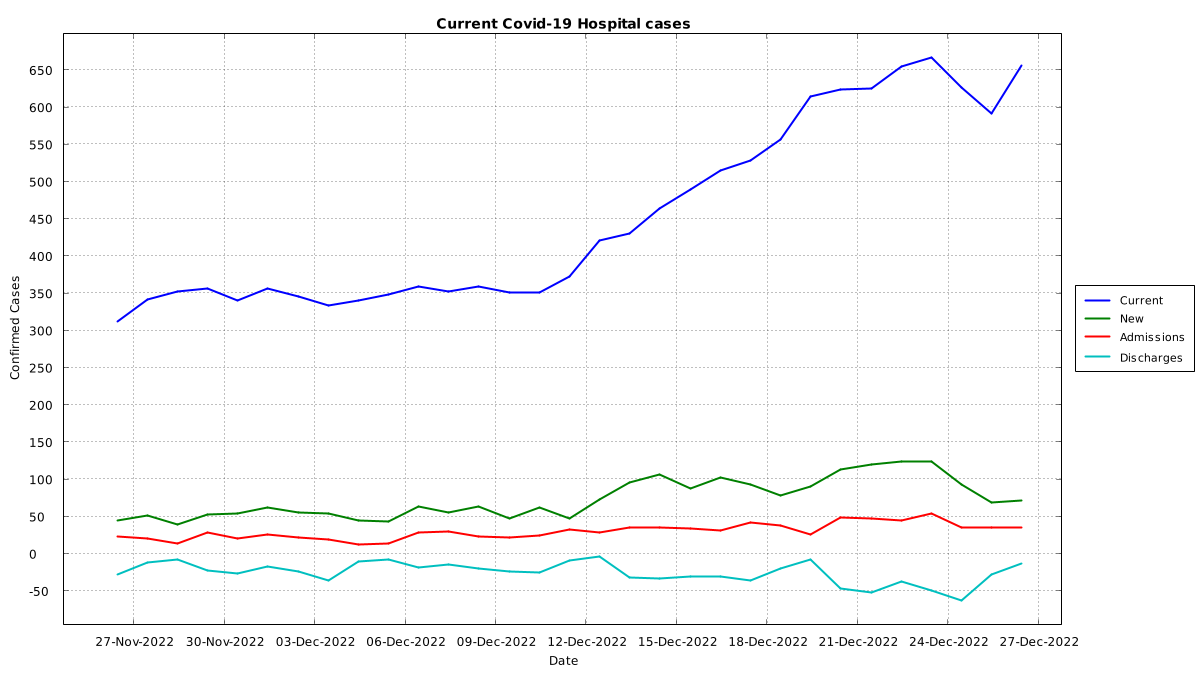 Current Covid-19 Hospital cases
650
600
550
500
450
400
350
300
250
200
150
100
50
0
-50
Confirmed Cases
27-Nov-2022 30-Nov-2022 03-Dec-2022 06-Dec-2022 09-Dec-2022 12-Dec-2022 15-Dec-2022 18-Dec-2022 21-Dec-2022 24-Dec-2022 27-Dec-2022
Date
Current
New
Admissions
Discharges